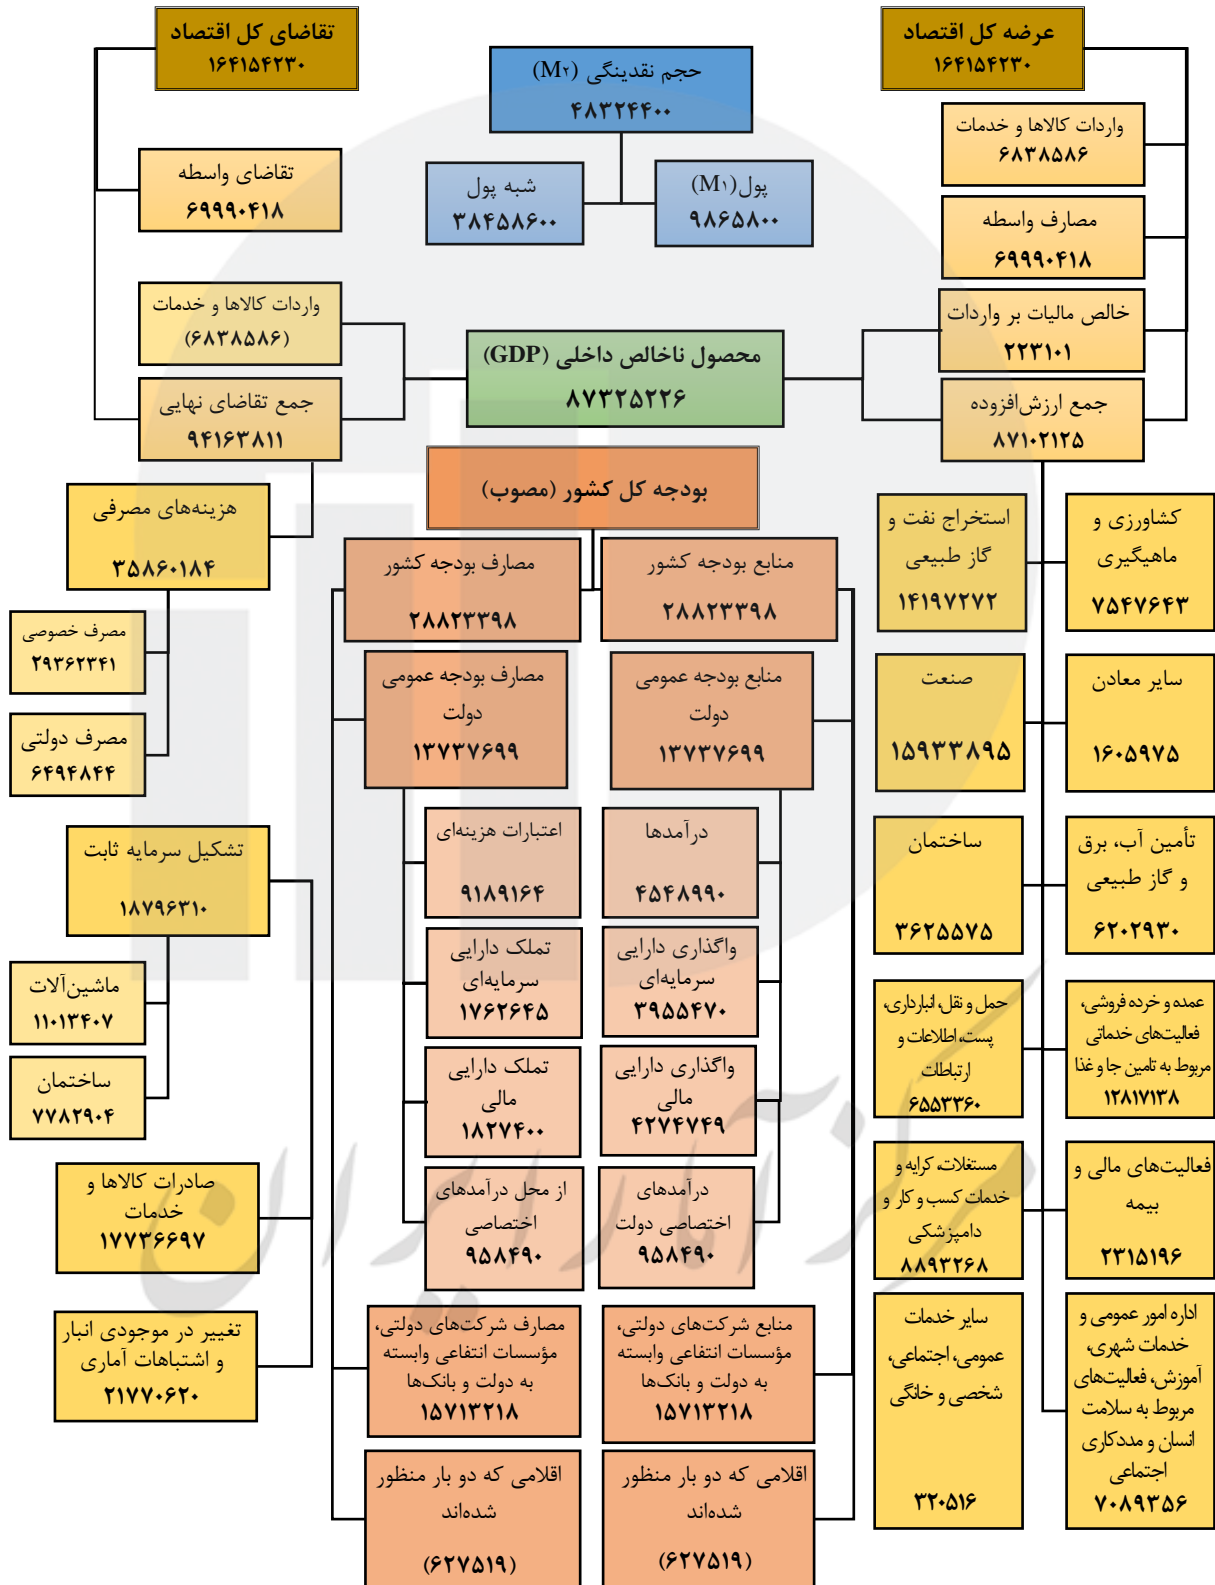 عرضه کل اقتصاد
۱۶۴۱۵۴۲۳۰
واردات کالاها و خدمات
۶۸۳۸۵۸۶
مصارف واسطه
۶۹۹۹۰۴۱۸
خالص مالیات بر واردات
۲۲۳۱۰۱
جمع ارزش‌افزوده
۸۷۱۰۲۱۲۵
کشاورزی و
ماهیگیری
۷۵۴۷۶۴۳
استخراج نفت و
گاز طبیعی
۱۴۱۹۷۲۷۲
سایر معادن
۱۶۰۵۹۷۵
صنعت
۱۵۹۳۳۸۹۵
تأمین آب، برق
و گاز طبیعی
۶۲۰۲۹۳۰
ساختمان
۳۶۲۵۵۷۵
عمده و خرده فروشی،
فعالیت‌های خدماتی
مربوط به تامین جا و غذا
۱۲۸۱۷۱۳۸
حمل و نقل، انبارداری،
پست، اطلاعات و
ارتباطات
۶۵۵۳۳۶۰
فعالیت‌های مالی و
بیمه
۲۳۱۵۱۹۶
مستغلات، کرایه و
خدمات کسب و کار و
دامپزشکی
۸۸۹۳۲۶۸
اداره امور عمومی و
خدمات شهری،
آموزش، فعالیت‌های
مربوط به سلامت
انسان و مددکاری
اجتماعی
۷۰۸۹۳۵۶
سایر خدمات
عمومی، اجتماعی،
شخصی و خانگی
۳۲۰۵۱۶
حجم نقدینگی (M۲)
۴۸۳۲۴۴۰۰
پول(M۱)
۹۸۶۵۸۰۰
شبه پول
۳۸۴۵۸۶۰۰
محصول ناخالص داخلی (GDP)
۸۷۳۲۵۲۲۶
بودجه کل کشور (مصوب)
منابع بودجه کشور
۲۸۸۲۳۳۹۸
مصارف بودجه کشور
۲۸۸۲۳۳۹۸
منابع بودجه عمومی
دولت
۱۳۷۳۷۶۹۹
مصارف بودجه عمومی
دولت
۱۳۷۳۷۶۹۹
درآمدها
۴۵۴۸۹۹۰
اعتبارات هزینه‌ای
۹۱۸۹۱۶۴
واگذاری دارایی
سرمایه‌ای
۳۹۵۵۴۷۰
تملک دارایی
سرمایه‌ای
۱۷۶۲۶۴۵
واگذاری دارایی
مالی
۴۲۷۴۷۴۹
تملک دارایی
مالی
۱۸۲۷۴۰۰
درآمدهای
اختصاصی دولت
۹۵۸۴۹۰
از محل درآمدهای
اختصاصی
۹۵۸۴۹۰
منابع شرکت‌های دولتی،
مؤسسات انتفاعی وابسته
به دولت و بانک‌ها
۱۵۷۱۳۲۱۸
مصارف شرکت‌های دولتی،
مؤسسات انتفاعی وابسته
به دولت و بانک‌ها
۱۵۷۱۳۲۱۸
اقلامی که دو بار منظور
شده‌اند
(۶۲۷۵۱۹)
اقلامی که دو بار منظور
شده‌اند
(۶۲۷۵۱۹)
تقاضای کل اقتصاد
۱۶۴۱۵۴۲۳۰
تقاضای واسطه
۶۹۹۹۰۴۱۸
واردات کالاها و خدمات
(۶۸۳۸۵۸۶)
جمع تقاضای نهایی
۹۴۱۶۳۸۱۱
هزینه‌های مصرفی
۳۵۸۶۰۱۸۴
مصرف خصوصی
۲۹۳۶۲۳۴۱
مصرف دولتی
۶۴۹۴۸۴۴
تشکیل سرمایه ثابت
۱۸۷۹۶۳۱۰
ماشین‌آلات
۱۱۰۱۳۴۰۷
ساختمان
۷۷۸۲۹۰۴
صادرات کالاها و
خدمات
۱۷۷۳۶۶۹۷
تغییر در موجودی انبار
و اشتباهات آماری
۲۱۷۷۰۶۲۰
مرکز آمار ایران